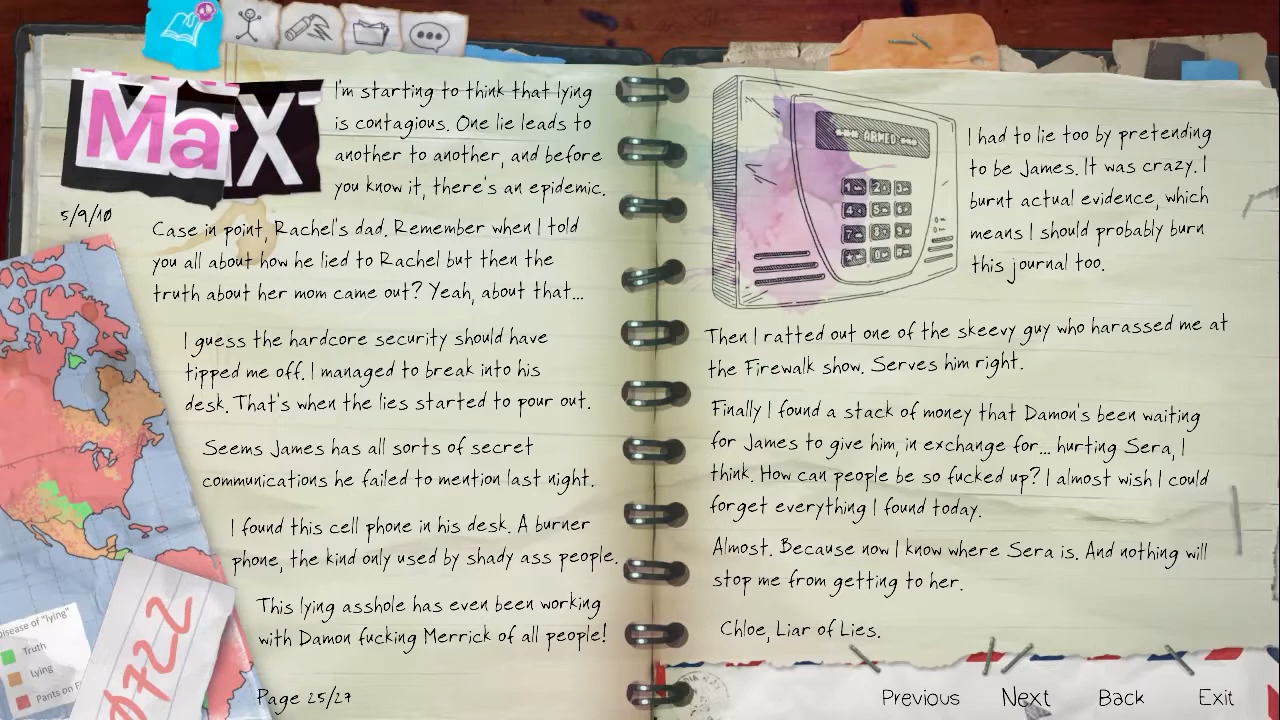 MaX
I'm starting to think that lying
is contagious. One lie leads to
another to another, and before
you know it, there's an epidemic.
5/9/10
Case in point, Rachel's dad. Remember when I told
you all about how he lied to Rachel but then the
truth about her mom came out? Yeah, about that...
I guess the hardcore security should have
tipped me off. I managed to break into his
desk. That's when the lies started to pour out.
Seems James has all sorts of secret
communications he failed to mention last night.
I found this cell phone in his desk. A burner
phone, the kind only used by shady ass people.
This lying asshole has even been working
with Damon fucking Merrick of all people!
disease of "lying"
Truth
Lying
Pants on
0722
Page 25/27
*** ARMED ***
1 2 3
4 5 6
7 8 9
* 0
I had to lie too by pretending
to be James. It was crazy. I
burnt actual evidence, which
means I should probably burn
this journal too.
Then I ratted out one of the skeevy guy who harassed me at
the Firewalk show. Serves him right.
Finally I found a stack of money that Damon's been waiting
for James to give him, in exchange for... hurting Sera, I
think. How can people be so fucked up? I almost wish I could
forget everything I found today.
Almost. Because now I know where Sera is. And nothing will
stop me from getting to her.
Chloe, Liar of Lies.
Previous Next Back Exit